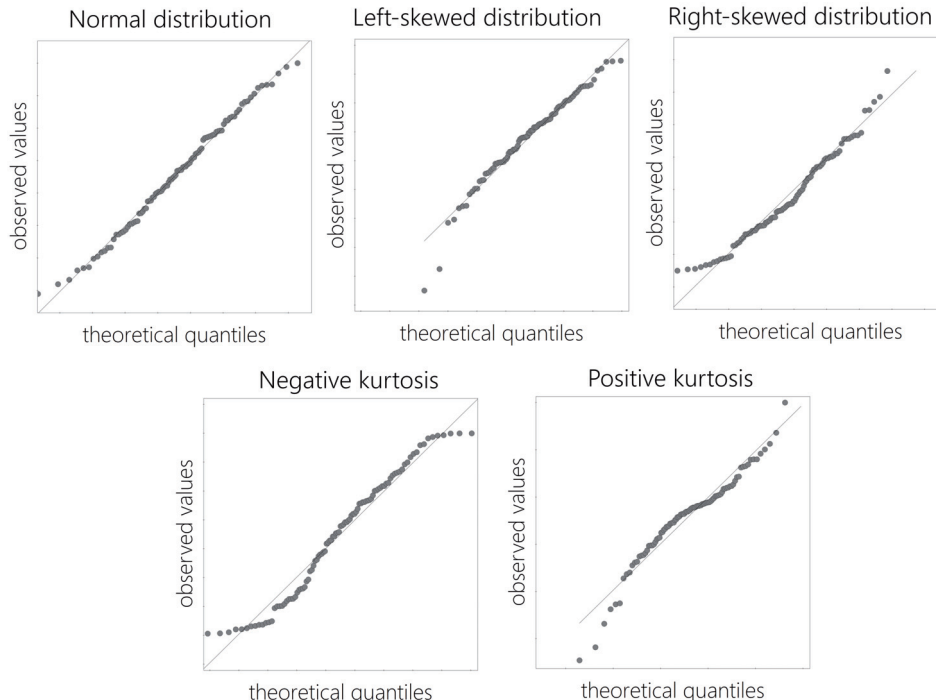 Normal distribution
Left-skewed distribution
Right-skewed distribution
observed values
observed values
observed values
theoretical quantiles
theoretical quantiles
theoretical quantiles
Negative kurtosis
Positive kurtosis
observed values
observed values
theoretical quantiles
theoretical quantiles